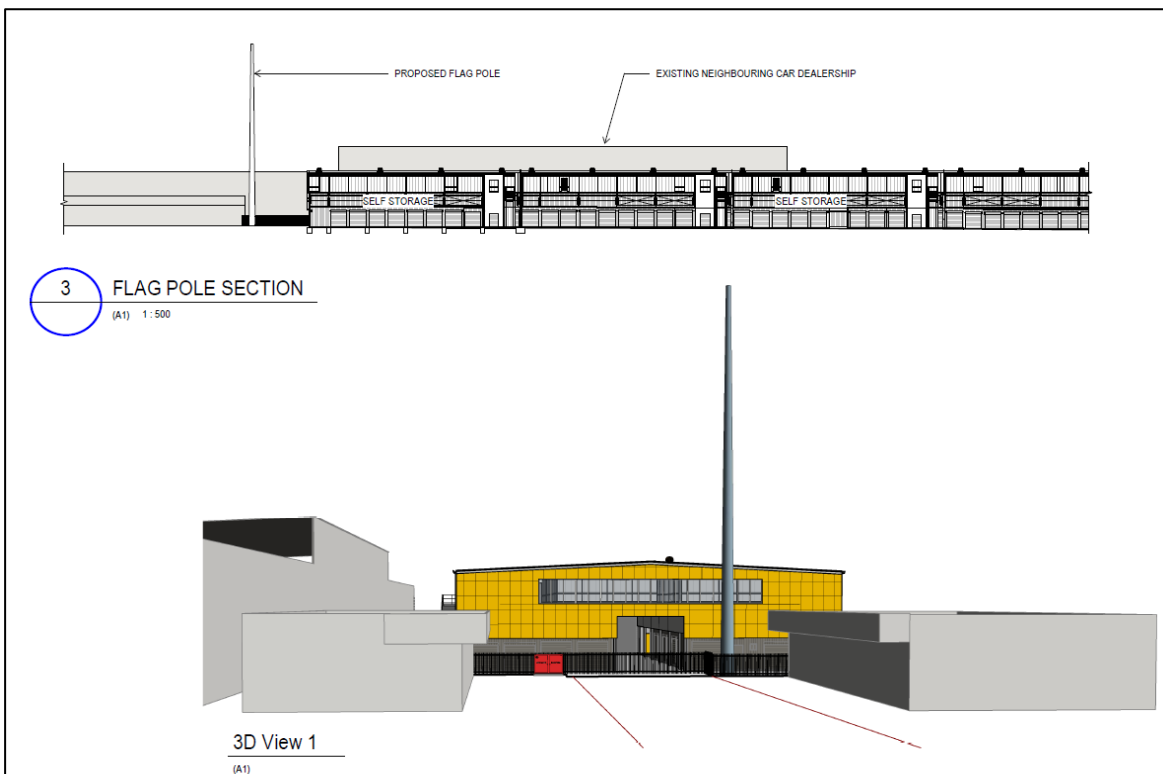 PROPOSED FLAG POLE
EXISTING NEIGHBOURING CAR DEALERSHIP
SELF STORAGE
SELF STORAGE
3
FLAG POLE SECTION
(A1) 1 : 500
3D View 1
(A1)